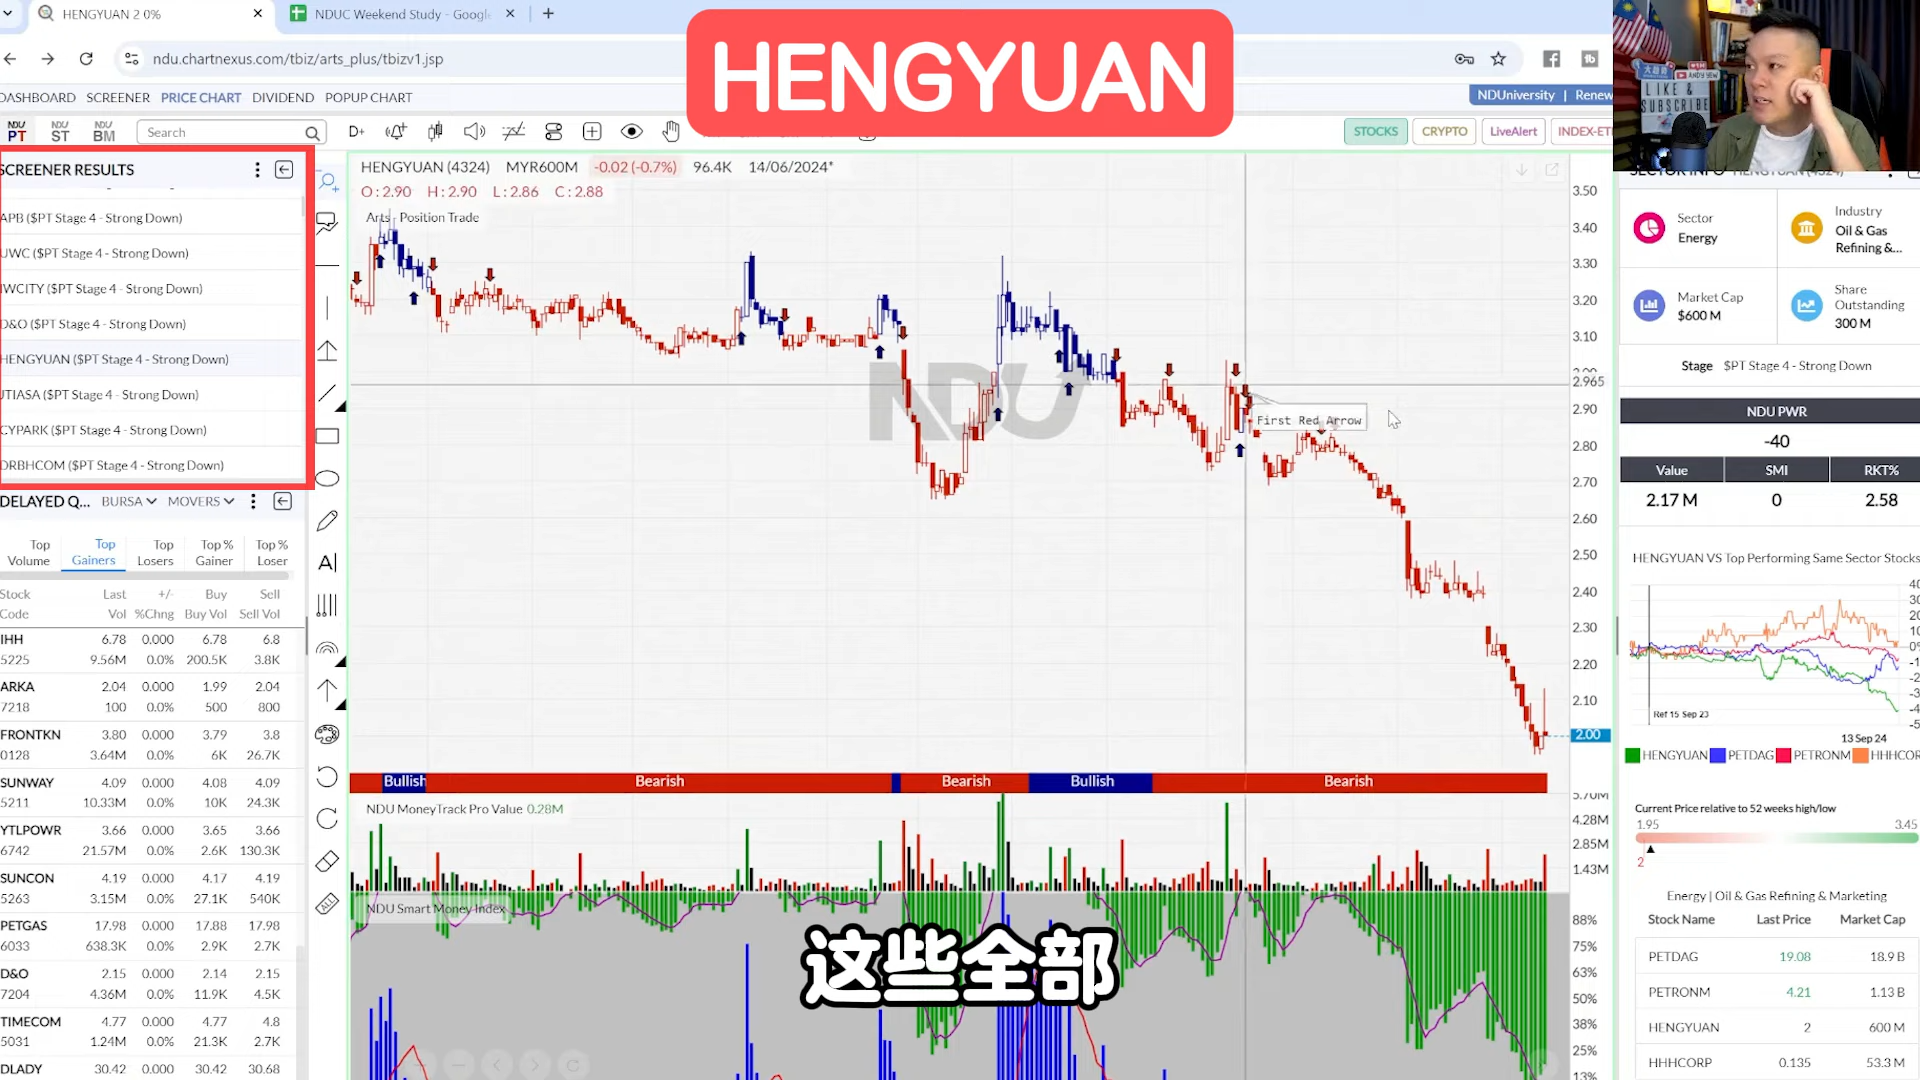 HENGYUAN 2 0%
NDUC Weekend Study - Google
ndu.chartnexus.com/tbiz/arts_plus/tbizv1.jsp
HENGYUAN
DASHBOARD SCREENER PRICE CHART DIVIDEND POPUP CHART
NDUniversity | Renew
NDU PT
NDU ST
NDU BM
Search
D+
STOCKS CRYPTO LiveAlert INDEX-ET
LIKE &
SUBSCRIBE
ANDY YEW
SCREENER RESULTS
APB ($PT Stage 4 - Strong Down)
UWC ($PT Stage 4 - Strong Down)
IWCITY ($PT Stage 4 - Strong Down)
D&O ($PT Stage 4 - Strong Down)
HENGYUAN ($PT Stage 4 - Strong Down)
JTIASA ($PT Stage 4 - Strong Down)
CYPARK ($PT Stage 4 - Strong Down)
DRBHCOM ($PT Stage 4 - Strong Down)
DELAYED Q... BURSA MOVERS
Top Volume
Top Gainers
Top Losers
Top % Gainer
Top % Loser
Stock Last +/- Buy Sell
Code Vol %Chng Buy Vol Sell Vol
IHH 6.78 0.000 6.78 6.8
5225 9.56M 0.0% 200.5K 3.8K
ARKA 2.04 0.000 1.99 2.04
7218 100 0.0% 500 800
FRONTKN 3.80 0.000 3.79 3.8
0128 3.64M 0.0% 6K 26.7K
SUNWAY 4.09 0.000 4.08 4.09
5211 10.33M 0.0% 10K 24.3K
YTLPOWR 3.66 0.000 3.65 3.66
6742 21.57M 0.0% 2.6K 130.3K
SUNCON 4.19 0.000 4.18 4.19
5263 3.15M 0.0% 27.1K 540K
PETGAS 17.98 0.000 17.88 17.98
6033 638.3K 0.0% 2.9K 2.7K
D&O 2.15 0.000 2.14 2.15
7204 4.36M 0.0% 11.9K 4.5K
TIMECOM 4.77 0.000 4.77 4.8
5031 1.24M 0.0% 21.3K 2.7K
DLADY 30.42 0.000 30.42 30.68
HENGYUAN (4324) MYR600M -0.02 (-0.7%) 96.4K 14/06/2024*
O: 2.90 H: 2.90 L: 2.86 C: 2.88
Arts - Position Trade
NDU
First Red Arrow
3.50
3.40
3.30
3.20
3.10
2.965
2.90
2.80
2.70
2.60
2.50
2.40
2.30
2.20
2.10
2.00
Bullish Bearish Bearish Bullish Bearish
NDU MoneyTrack Pro Value 0.28M
5.70M
4.28M
2.85M
1.43M
NDU Smart Money Index
88%
75%
63%
50%
38%
25%
13%
这些全部
A
ALL
SECTOR INFO HENGYUAN (4324)
Sector
Energy
Industry
Oil & Gas
Refining &...
Market Cap
$600 M
Share
Outstanding
300 M
Stage $PT Stage 4 - Strong Down
NDU PWR
-40
Value SMI RKT%
2.17 M 0 2.58
HENGYUAN VS Top Performing Same Sector Stocks
Ref 15 Sep 23
13 Sep 24
HENGYUAN PETDAG PETRONM HHHCOR
Current Price relative to 52 weeks high/low
1.95 3.45
2
Energy | Oil & Gas Refining & Marketing
Stock Name Last Price Market Cap
PETDAG 19.08 18.9 B
PETRONM 4.21 1.13 B
HENGYUAN 2 600 M
HHHCORP 0.135 53.3 M